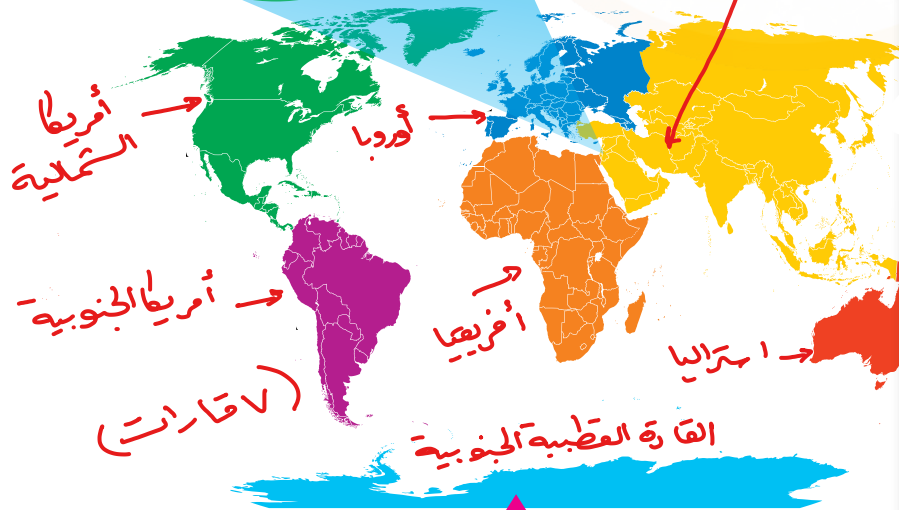 أمريكا
الشمالية
أوروبا
أمريكا الجنوبية
أفريقيا
استراليا
(٧ قارات)
القارة القطبية الجنوبية